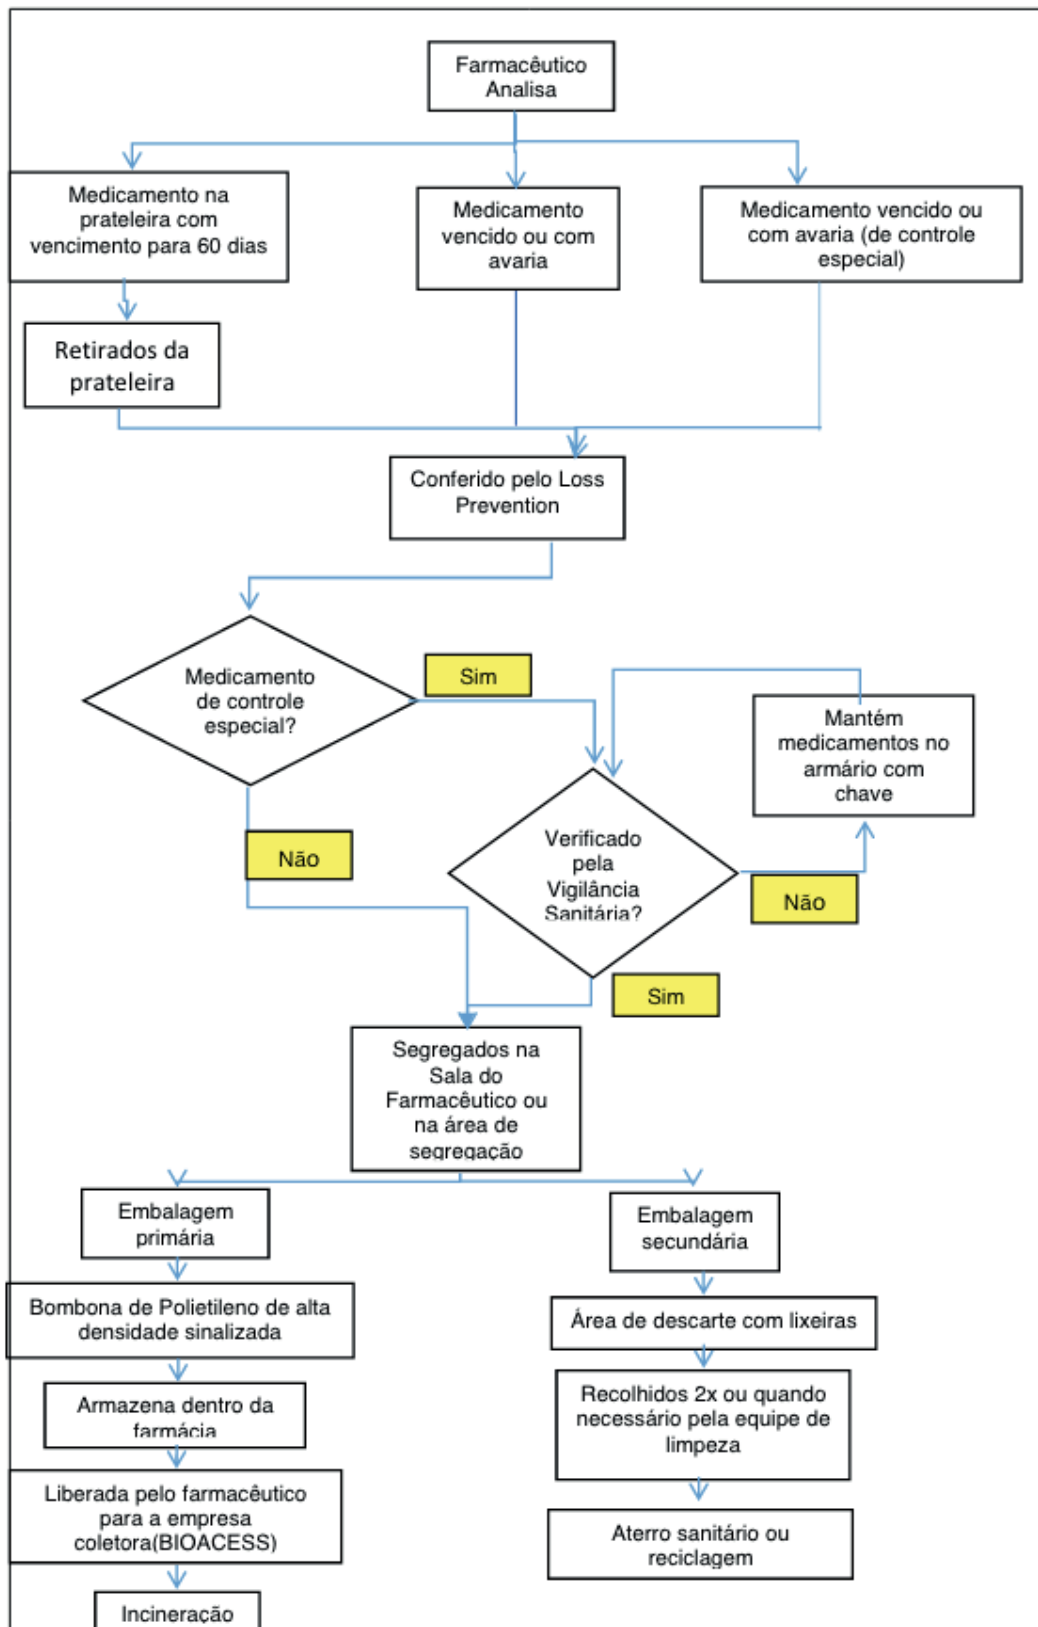 Farmacêutico
Analisa
Medicamento na
prateleira com
vencimento para 60 dias
Medicamento
vencido ou com
avaria
Medicamento vencido ou
com avaria (de controle
especial)
Retirados da
prateleira
Conferido pelo Loss
Prevention
Medicamento
de controle
especial?
Sim
Mantém
medicamentos no
armário com
chave
Não
Verificado
pela
Vigilância
Sanitária?
Não
Sim
Segregados na
Sala do
Farmacêutico ou
na área de
segregação
Embalagem
primária
Embalagem
secundária
Bombona de Polietileno de alta
densidade sinalizada
Área de descarte com lixeiras
Armazena dentro da
farmácia
Recolhidos 2x ou quando
necessário pela equipe de
limpeza
Liberada pelo farmacêutico
para a empresa
coletora(BIOACESS)
Aterro sanitário ou
reciclagem
Incineração